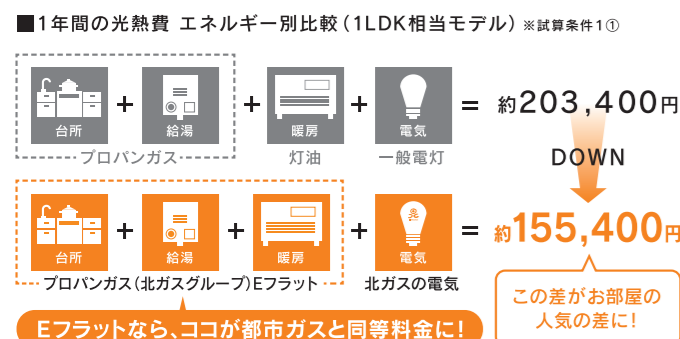 ■1年間の光熱費 エネルギー別比較（1LDK相当モデル）※試算条件1①
台所 + 給湯 + 暖房 + 電気 = 約203,400円
プロパンガス 灯油 一般電灯
DOWN
台所 + 給湯 + 暖房 + 電気 = 約155,400円
プロパンガス（北ガスグループ）Eフラット 北ガスの電気
この差がお部屋の
人気の差に！
Eフラットなら、ココが都市ガスと同等料金に！